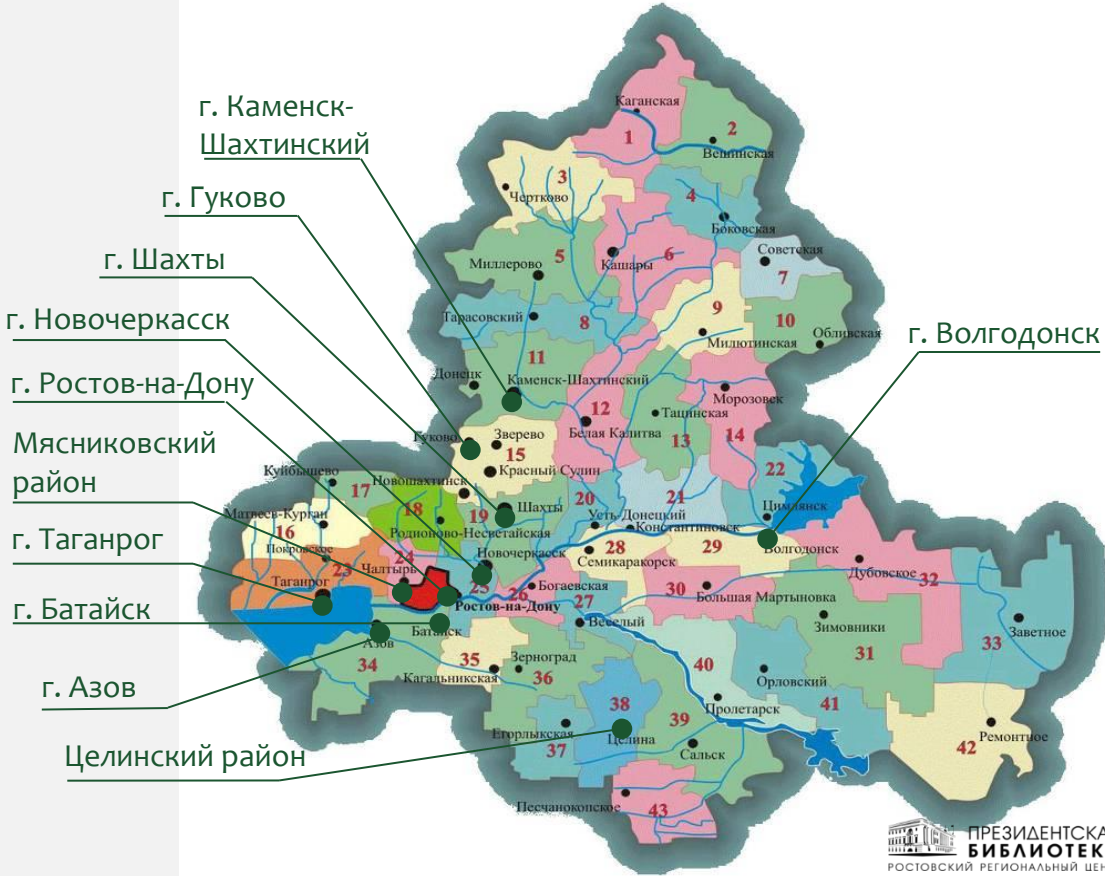 г. Каменск-
Шахтинский
г. Гуково
г. Шахты
г. Новочеркасск
г. Ростов-на-Дону
Мясниковский
район
г. Таганрог
г. Батайск
г. Азов
Целинский район
г. Волгодонск
Каганская
1
2
Вешинская
3
Чертково
4
Боковская
5
Миллерово
6
Кашары
Советская
7
Тарасовский
8
9
Милютинская
10
Обливская
11
Донецк
Каменск-Шахтинский
12
Белая Калитва
Тацинская
13
Морозовск
14
Гуково
Зверево
15
Красный Сулин
Куйбышево
17
Новошахтинск
18
19
Шахты
Родионово-Несветайская
20
21
22
Цимлянск
Матвеев-Курган
16
Усть-Донецкий
Константиновск
Покровское
23
24
Чалтырь
Новочеркасск
25
28
Семикаракорск
29
Волгодонск
Таганрог
Ростов-на-Дону
26
Богаевская
27
30
Большая Мартыновка
Дубовское
32
Батайск
Веселый
Зимовники
31
33
Заветное
Азов
34
35
Кагальникская
Зерноград
36
40
Орловский
41
Пролетарск
38
39
Егорлыкская
37
Целина
Сальск
42
Ремонтное
Песчанокопское
43
ПРЕЗИДЕНТСКА
БИБЛИОТЕК
РОСТОВСКИЙ РЕГИОНАЛЬНЫЙ ЦЕН